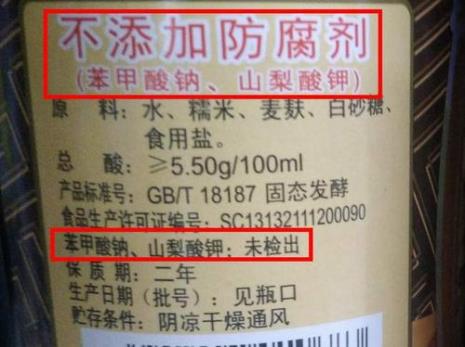 不添加防腐剂
(苯甲酸钠、山梨酸钾)
原 料：水、糯米、麦麸、白砂糖、
食用盐。
总 酸：≥5.50g/100ml
产品标准号：GB/T 18187 固态发酵
食品生产许可证编号：SC13132111200090
苯甲酸钠、山梨酸钾：未检出
保 质 期：二年
生产日期（批号）：见瓶口
贮存条件：阴凉干燥通风